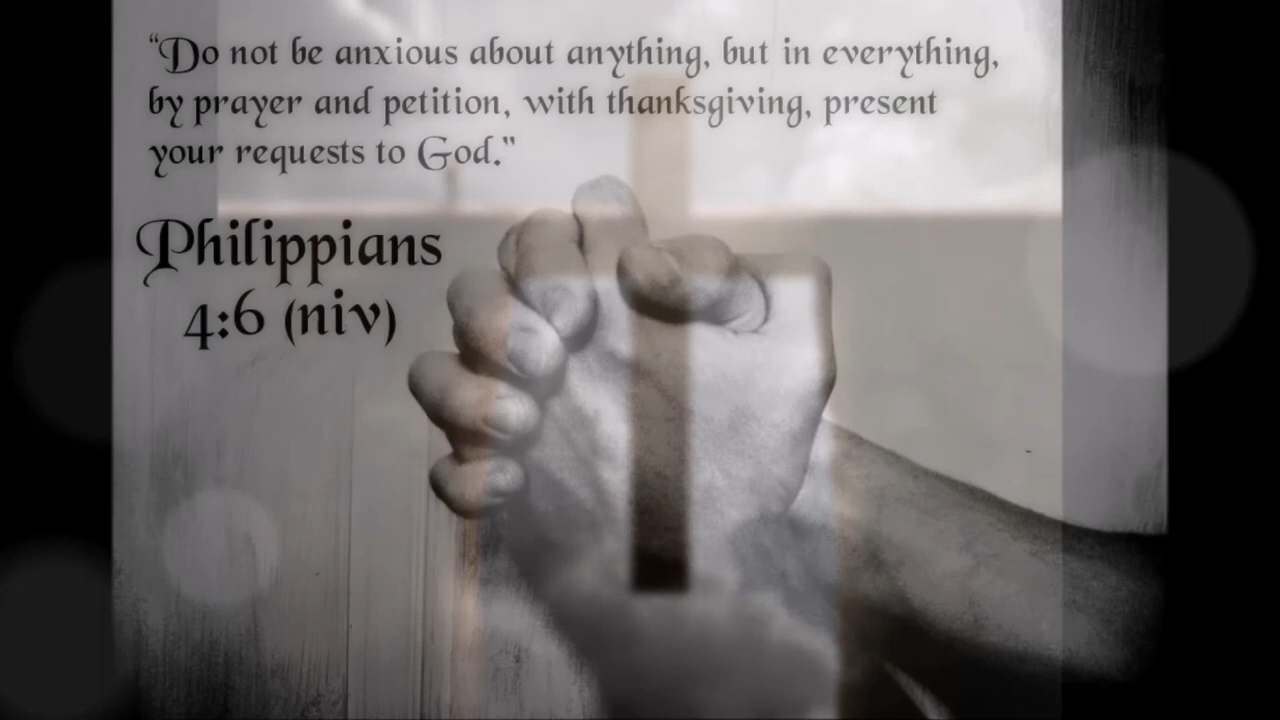 “Do not be anxious about anything, but in everything,
by prayer and petition, with thanksgiving, present
your requests to God."
Philippians
4:6 (niv)